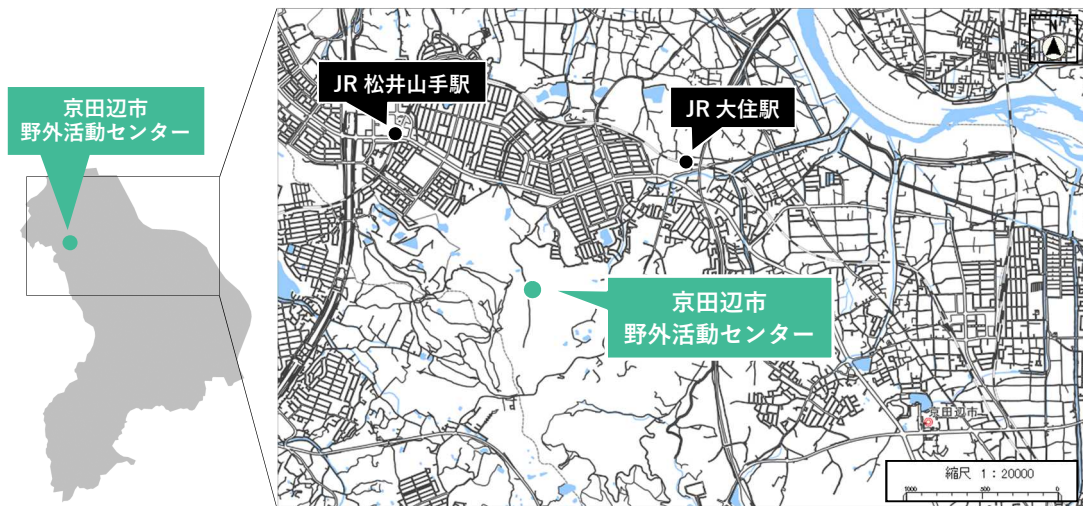 京田辺市
野外活動センター
JR 松井山手駅
JR 大住駅
N
京田辺市
野外活動センター
京田辺市
縮尺 1：20000
1000 500 0